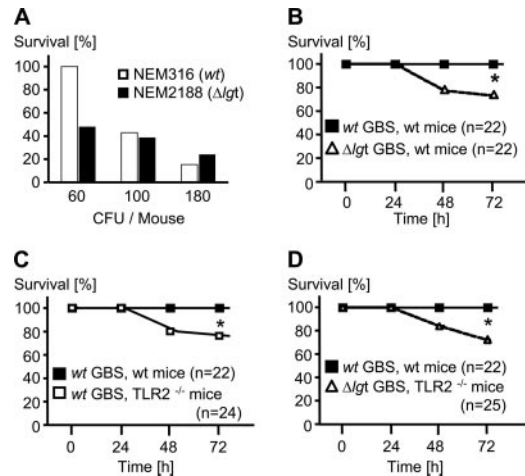 A
Survival [%]
100
80
60
40
20
0
NEM316 (wt)
NEM2188 (Δlgt)
60 100 180
CFU / Mouse
B
Survival [%]
100
80
60
40
20
0
*
wt GBS, wt mice (n=22)
Δlgt GBS, wt mice (n=22)
0 24 48 72
Time [h]
C
Survival [%]
100
80
60
40
20
0
*
wt GBS, wt mice (n=22)
wt GBS, TLR2 -/- mice
(n=24)
0 24 48 72
Time [h]
D
Survival [%]
100
80
60
40
20
0
*
wt GBS, wt mice (n=22)
Δlgt GBS, TLR2 -/- mice
(n=25)
0 24 48 72
Time [h]